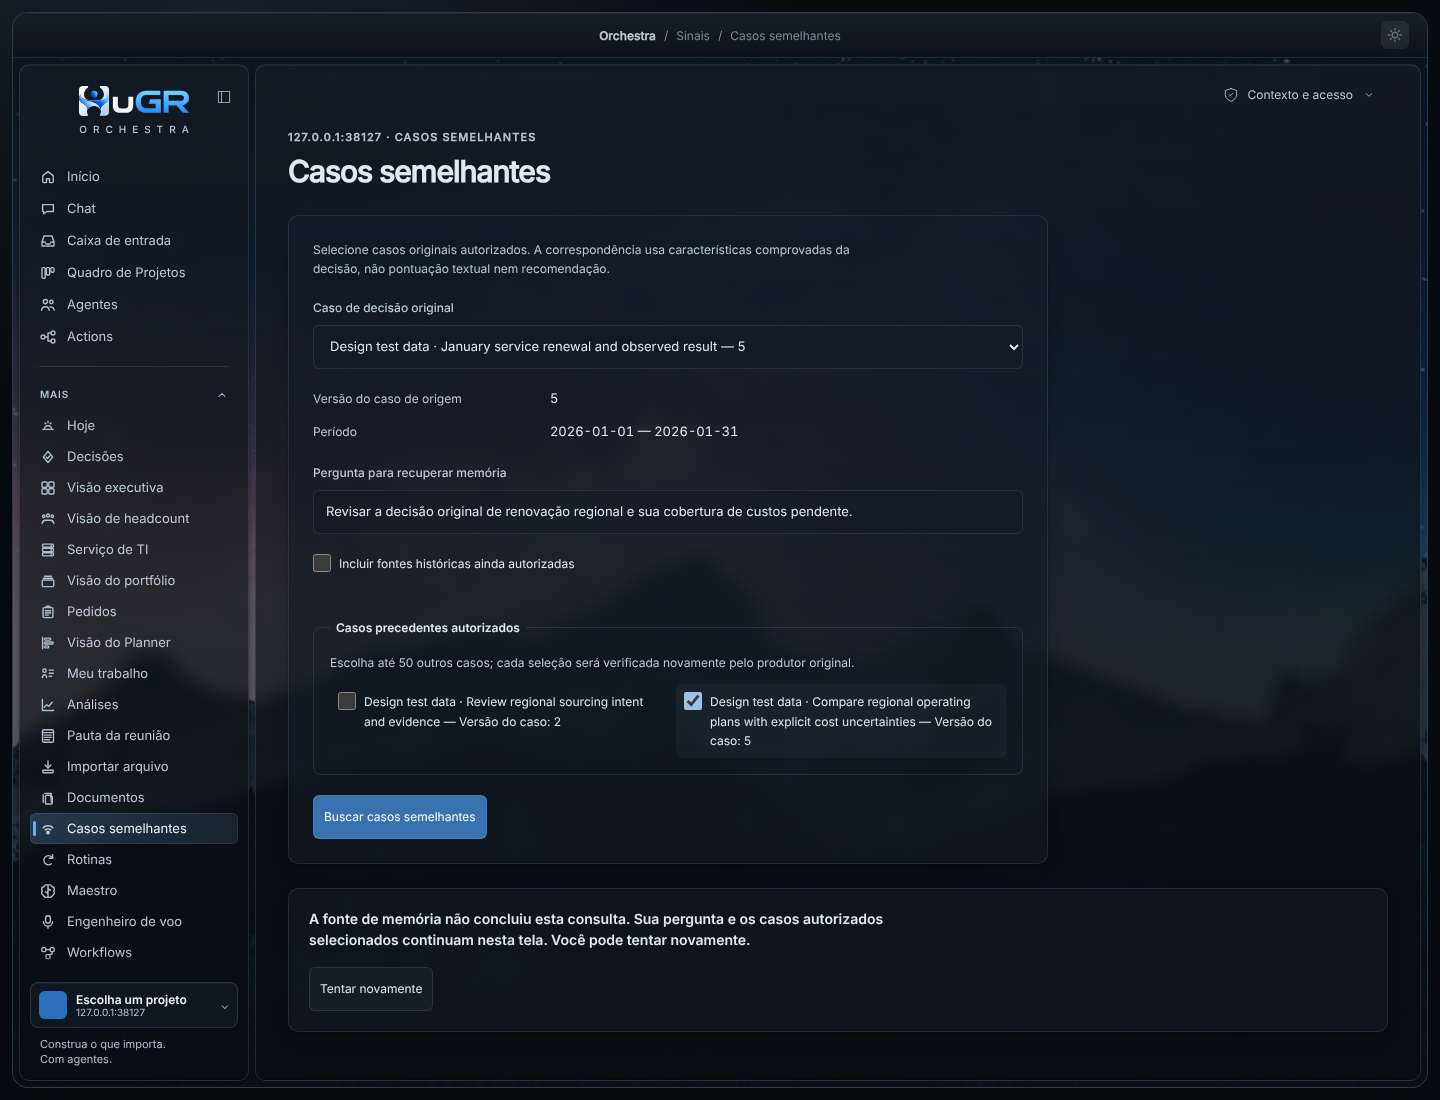 Orchestra / Sinais / Casos semelhantes
HuGR
ORCHESTRA
Início
Chat
Caixa de entrada
Quadro de Projetos
Agentes
Actions
MAIS
Hoje
Decisões
Visão executiva
Visão de headcount
Serviço de TI
Visão do portfólio
Pedidos
Visão do Planner
Meu trabalho
Análises
Pauta da reunião
Importar arquivo
Documentos
Casos semelhantes
Rotinas
Maestro
Engenheiro de voo
Workflows
Escolha um projeto
127.0.0.1:38127
Construa o que importa.
Com agentes.
Contexto e acesso
127.0.0.1:38127 · CASOS SEMELHANTES
Casos semelhantes
Selecione casos originais autorizados. A correspondência usa características comprovadas da
decisão, não pontuação textual nem recomendação.
Caso de decisão original
Design test data · January service renewal and observed result — 5
Versão do caso de origem 5
Período 2026-01-01 — 2026-01-31
Pergunta para recuperar memória
Revisar a decisão original de renovação regional e sua cobertura de custos pendente.
Incluir fontes históricas ainda autorizadas
Casos precedentes autorizados
Escolha até 50 outros casos; cada seleção será verificada novamente pelo produtor original.
Design test data · Review regional sourcing intent
and evidence — Versão do caso: 2
Design test data · Compare regional operating
plans with explicit cost uncertainties — Versão do
caso: 5
Buscar casos semelhantes
A fonte de memória não concluiu esta consulta. Sua pergunta e os casos autorizados
selecionados continuam nesta tela. Você pode tentar novamente.
Tentar novamente